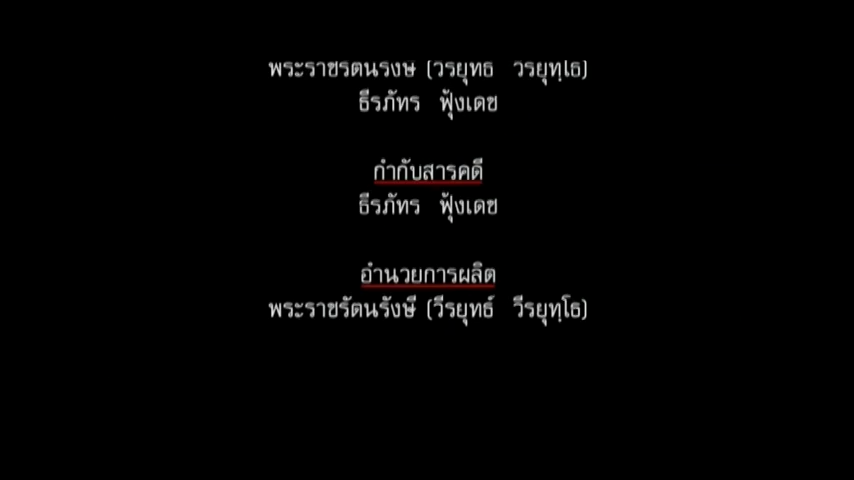 พระราชรัตนรังษี (วีรยุทธ์ วีรยุทฺโธ)
ธีรภัทร ฟุ้งเดช
กำกับสารคดี
ธีรภัทร ฟุ้งเดช
อำนวยการผลิต
พระราชรัตนรังษี (วีรยุทธ์ วีรยุทฺโธ)